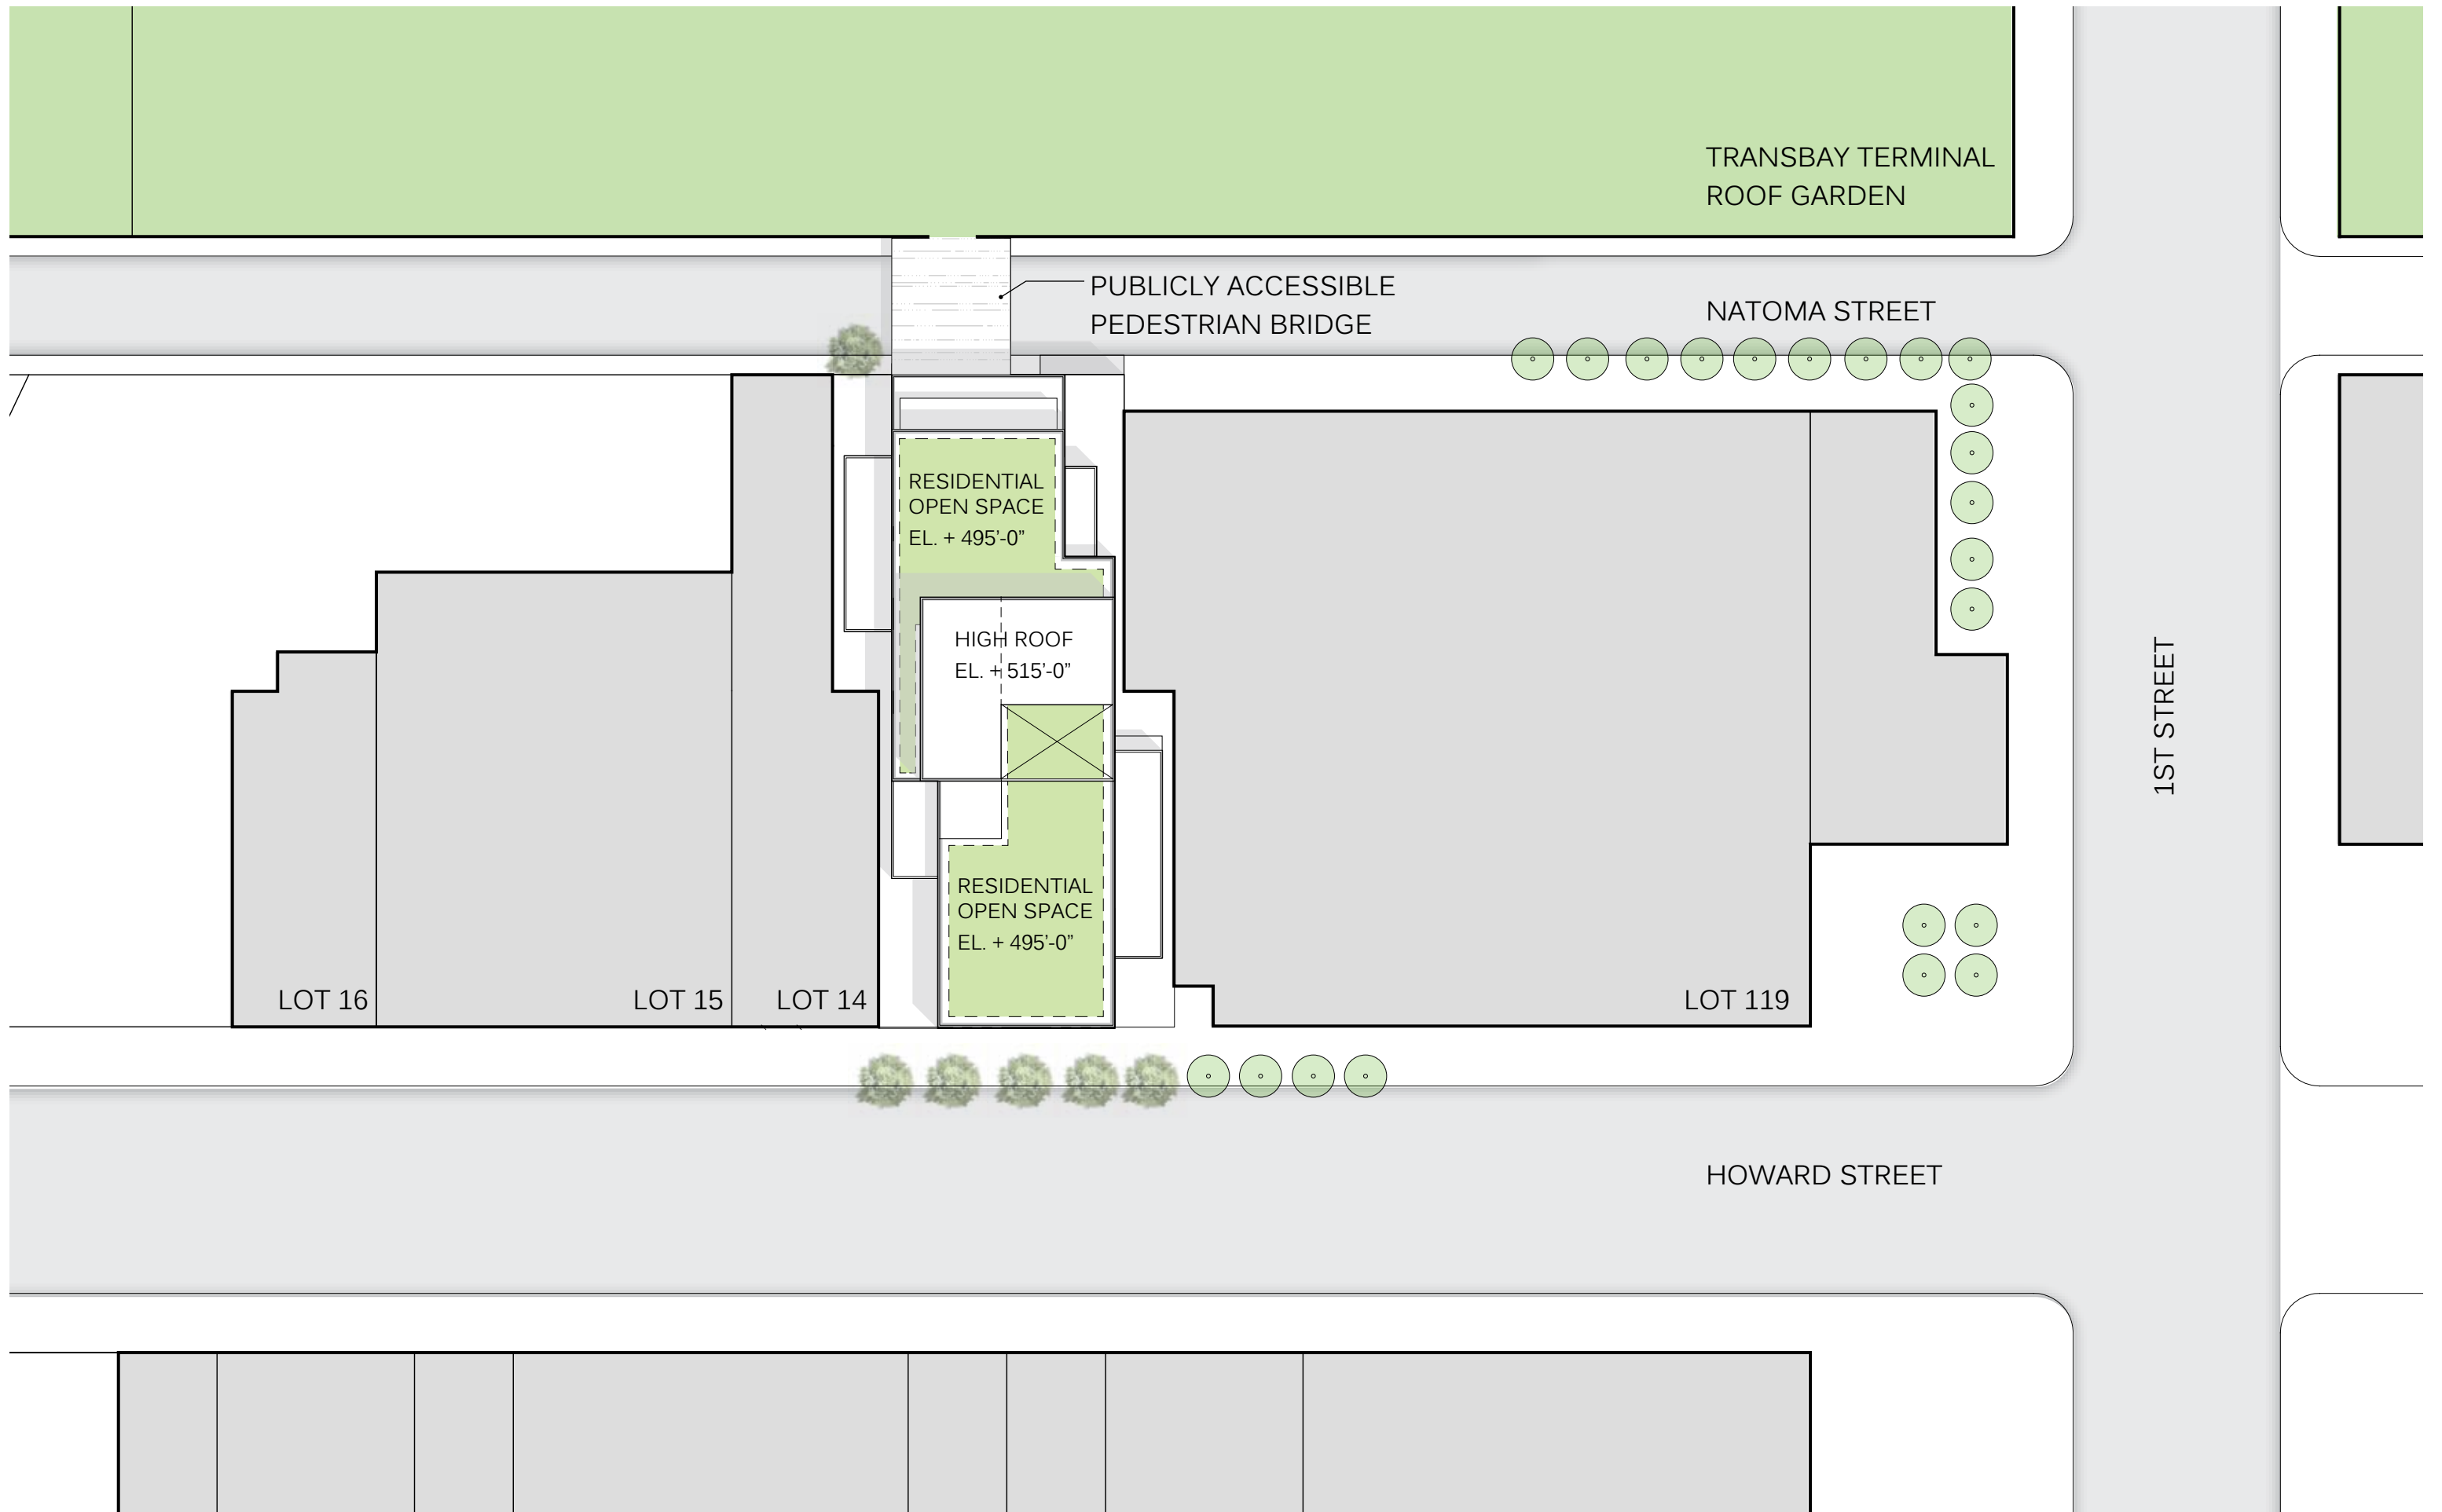 TRANSBAY TERMINAL
ROOF GARDEN
PUBLICLY ACCESSIBLE
PEDESTRIAN BRIDGE
NATOMA STREET
RESIDENTIAL
OPEN SPACE
EL. + 495'-0”
HIGH ROOF
EL. + 515'-0”
1ST STREET
RESIDENTIAL
OPEN SPACE
EL. + 495'-0”
LOT 16
LOT 15
LOT 14
LOT 119
HOWARD STREET